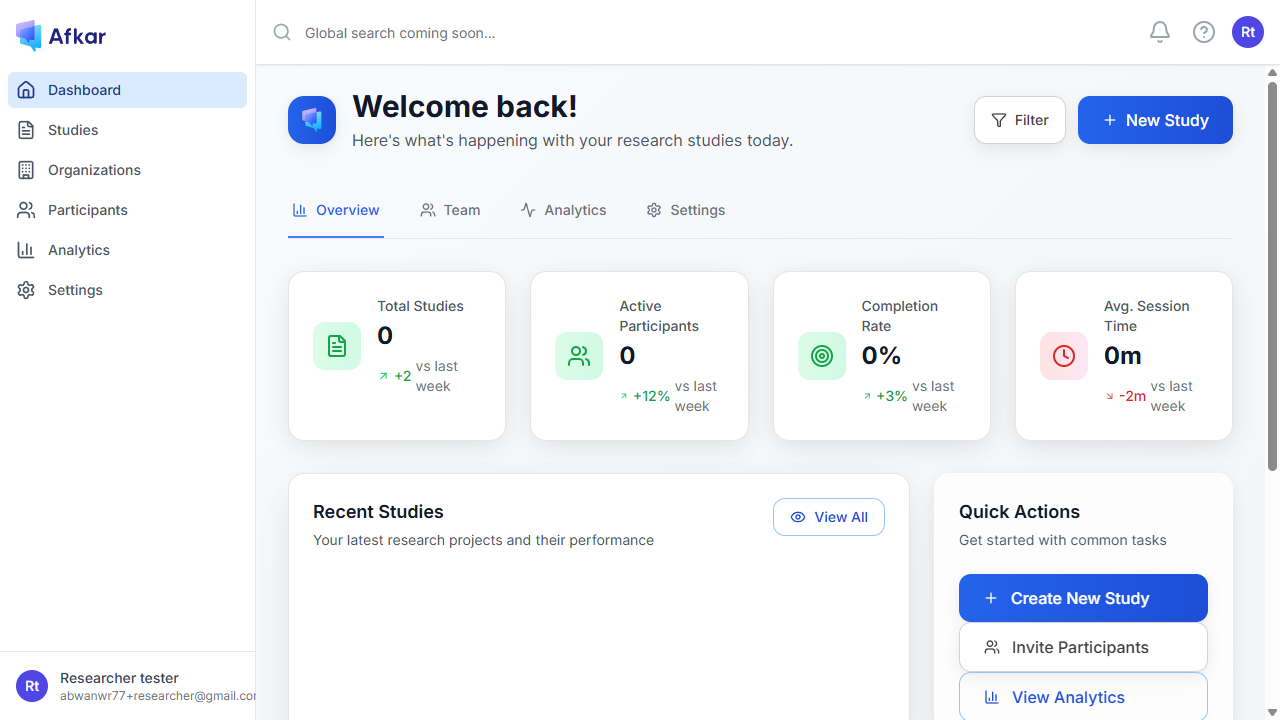 Afkar
Global search coming soon...
Rt
Dashboard
Studies
Organizations
Participants
Analytics
Settings
Welcome back!
Here's what's happening with your research studies today.
Filter
New Study
Overview
Team
Analytics
Settings
Total Studies
0
+2 vs last
week
Active
Participants
0
+12% vs last
week
Completion
Rate
0%
+3% vs last
week
Avg. Session
Time
0m
-2m vs last
week
Recent Studies
Your latest research projects and their performance
View All
Quick Actions
Get started with common tasks
Create New Study
Invite Participants
View Analytics
Rt
Researcher tester
abwanwr77+researcher@gmail.com